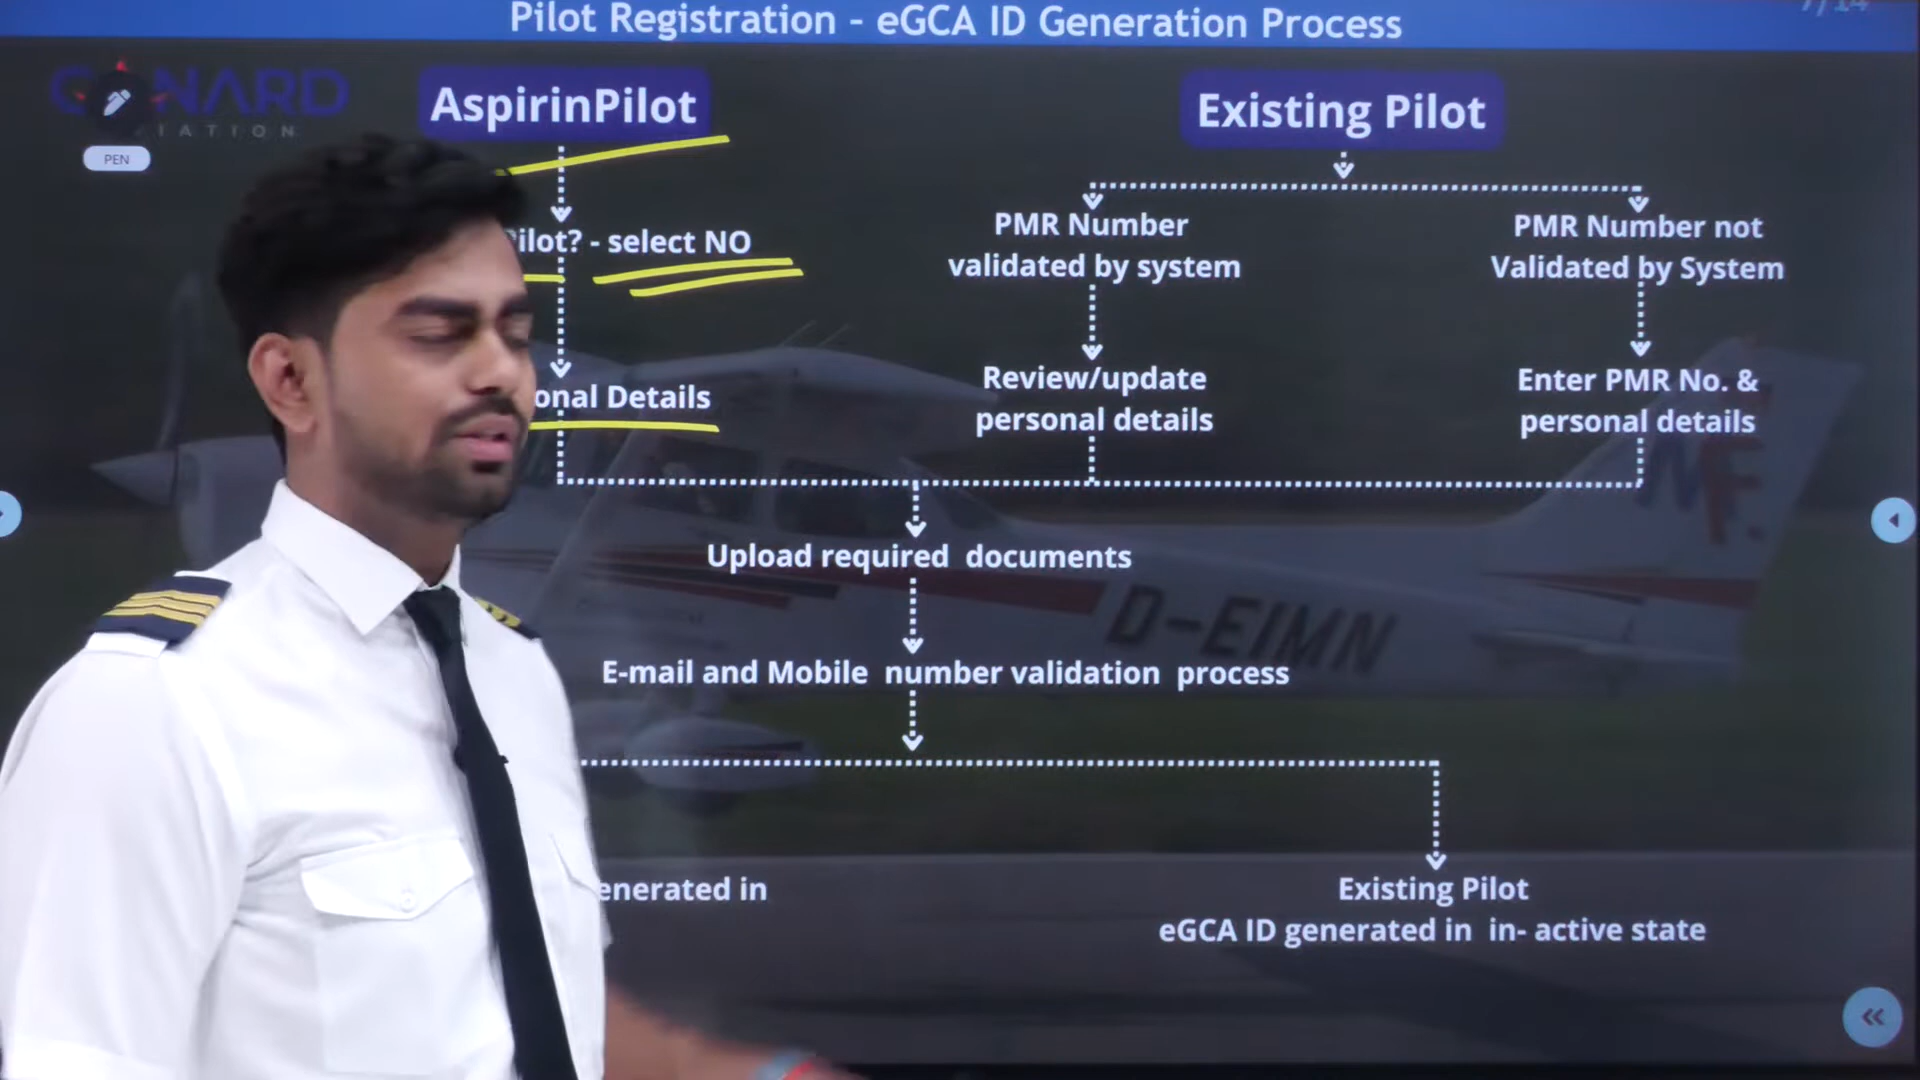 Pilot Registration - eGCA ID Generation Process
NARD
IATION
PEN
AspirinPilot
Existing Pilot
ilot? - select NO
PMR Number
validated by system
PMR Number not
Validated by System
onal Details
Review/update
personal details
Enter PMR No. &
personal details
Upload required documents
E-mail and Mobile number validation process
D-EIMN
enerated in
Existing Pilot
eGCA ID generated in in- active state